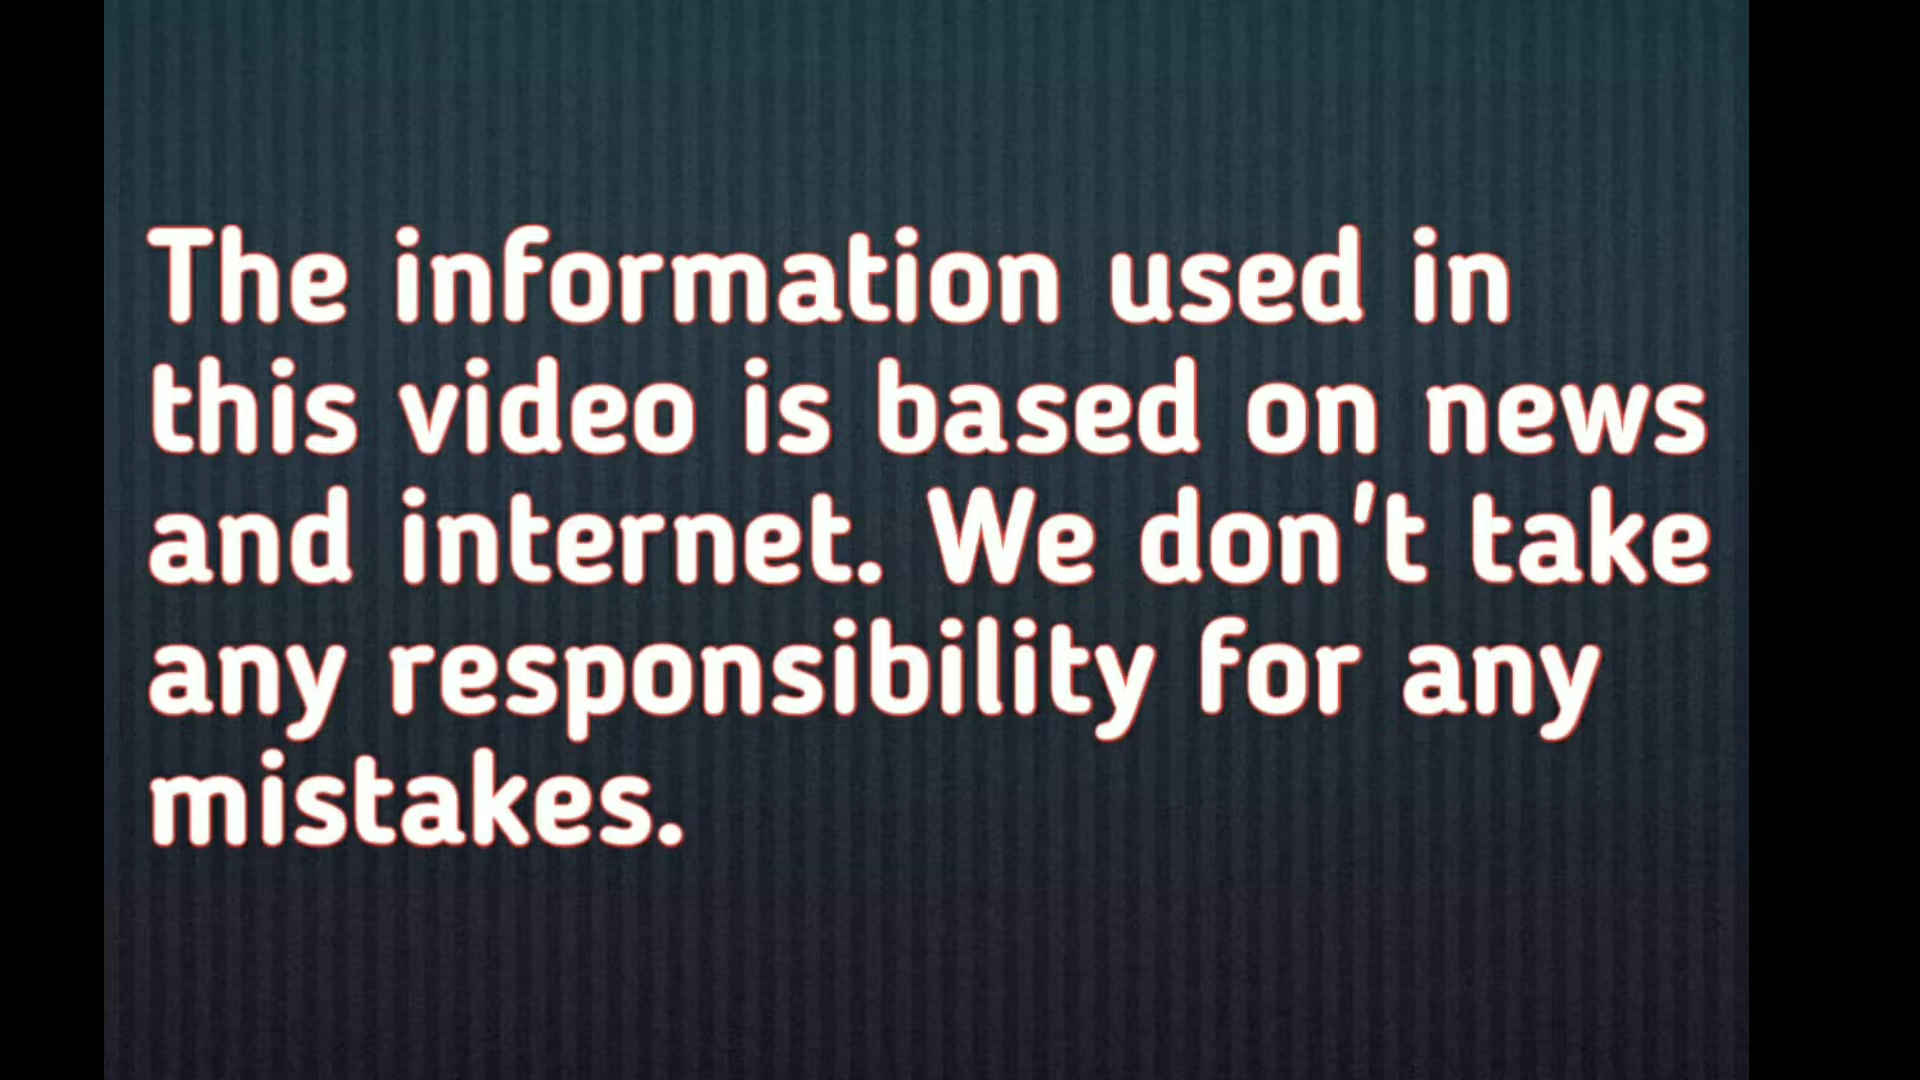 The information used in
this video is based on news
and internet. We don't take
any responsibility for any
mistakes.